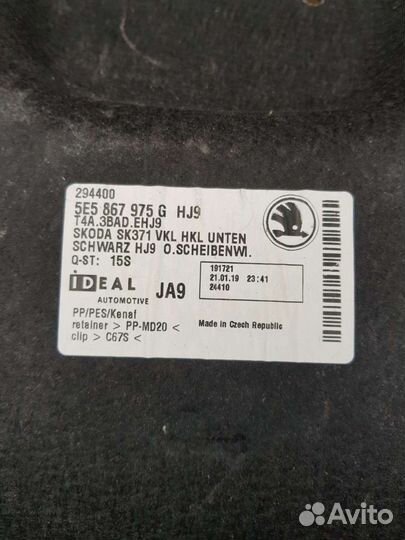 294400
5E5 867 975 G HJ9
T4A.3BAD.EHJ9
SKODA SK371 VKL HKL UNTEN
SCHWARZ HJ9 O.SCHEIBENWI.
Q-ST: 15S
iDEAL
AUTOMOTIVE
JA9
191721
21.01.19 23:41
24410
PP/PES/Kenaf
retainer > PP-MD20 <
clip > C67S <
Made in Czech Republic
Avito